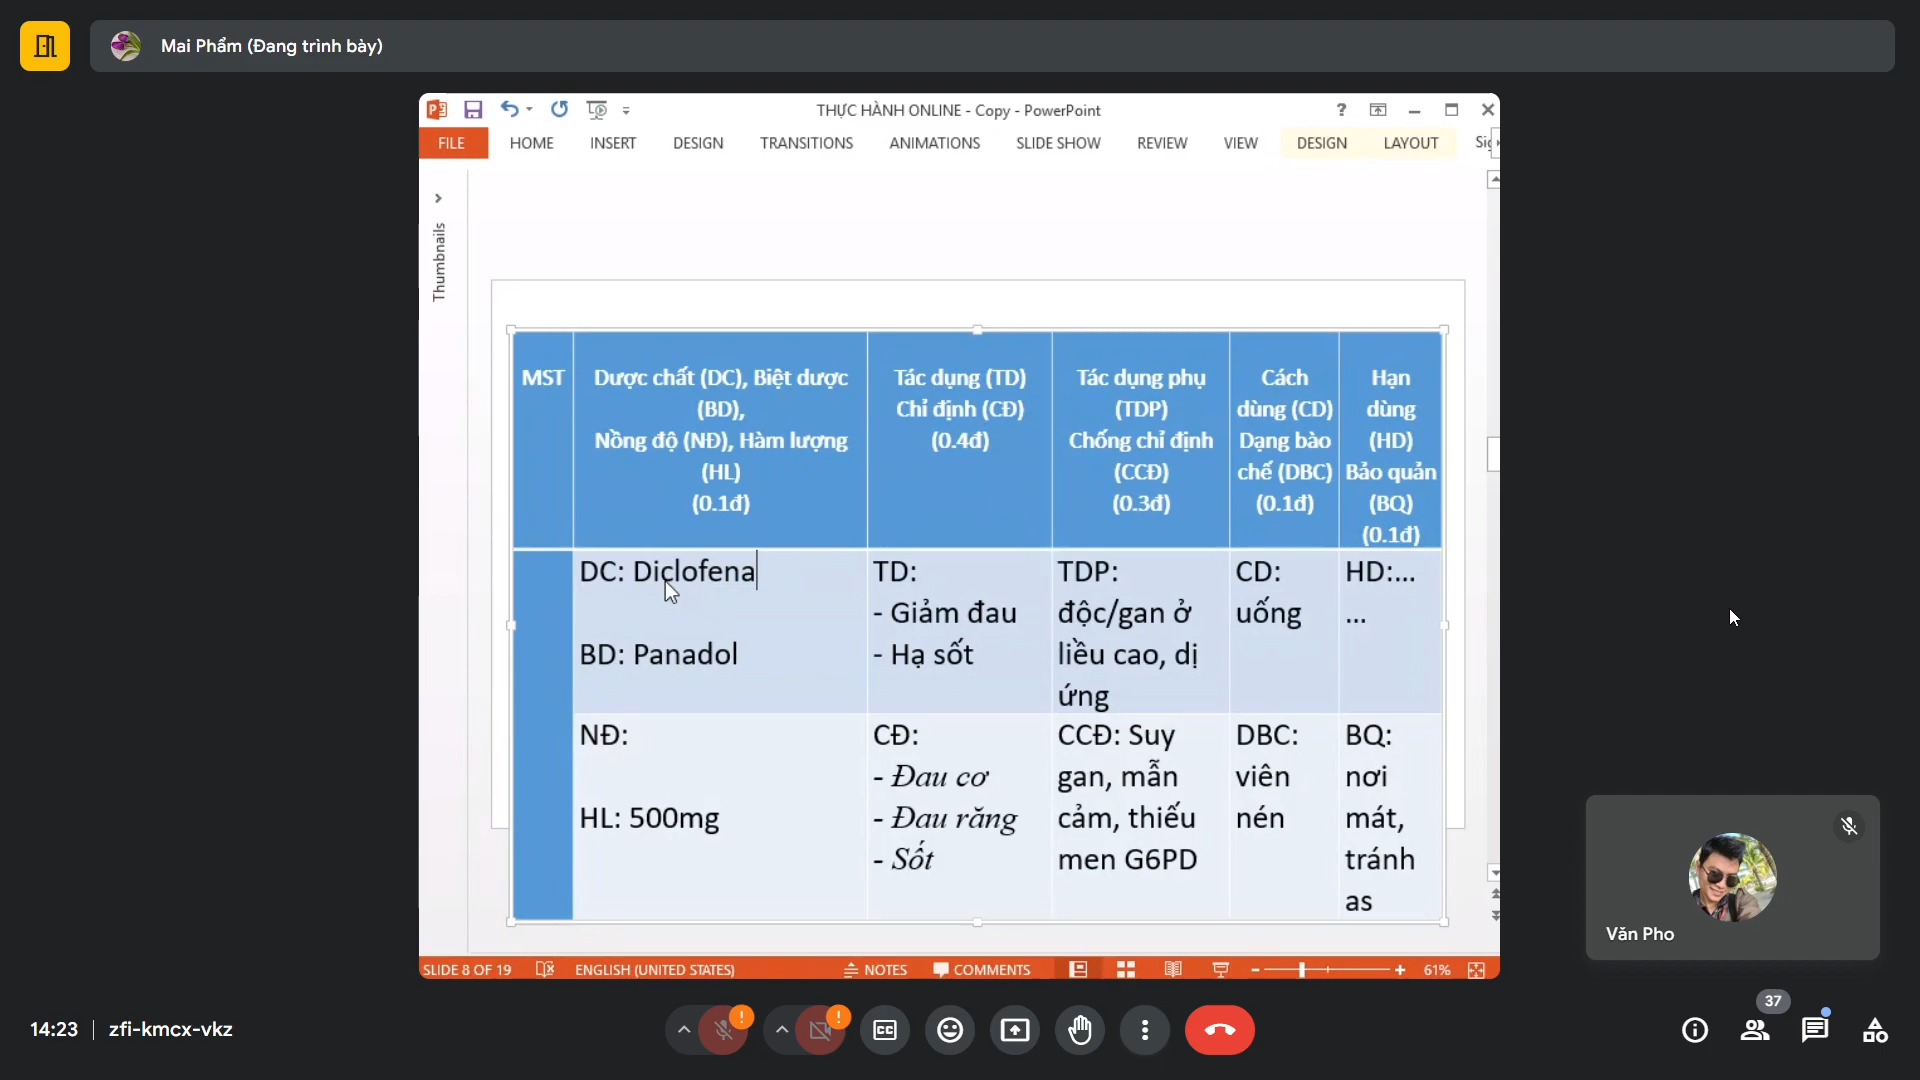 Mai Phẩm (Đang trình bày)
THỰC HÀNH ONLINE - Copy - PowerPoint
FILE
HOME
INSERT
DESIGN
TRANSITIONS
ANIMATIONS
SLIDE SHOW
REVIEW
VIEW
DESIGN
LAYOUT
Thumbnails
MST
Dược chất (DC), Biệt dược
(BD),
Nồng độ (NĐ), Hàm lượng
(HL)
(0.1đ)
Tác dụng (TD)
Chỉ định (CĐ)
(0.4đ)
Tác dụng phụ
(TDP)
Chống chỉ định
(CCĐ)
(0.3đ)
Cách
dùng (CD)
Dạng bào
chế (DBC)
(0.1đ)
Hạn
dùng
(HD)
Bảo quản
(BQ)
(0.1đ)
DC: Diclofena
BD: Panadol
TD:
- Giảm đau
- Hạ sốt
TDP:
độc/gan ở
liều cao, dị
ứng
CD:
uống
HD:...
...
NĐ:
HL: 500mg
CĐ:
- Đau cơ
- Đau răng
- Sốt
CCĐ: Suy
gan, mẫn
cảm, thiếu
men G6PD
DBC:
viên
nén
BQ:
nơi
mát,
tránh
as
SLIDE 8 OF 19
ENGLISH (UNITED STATES)
NOTES
COMMENTS
61%
Văn Pho
14:23
zfi-kmcx-vkz
37